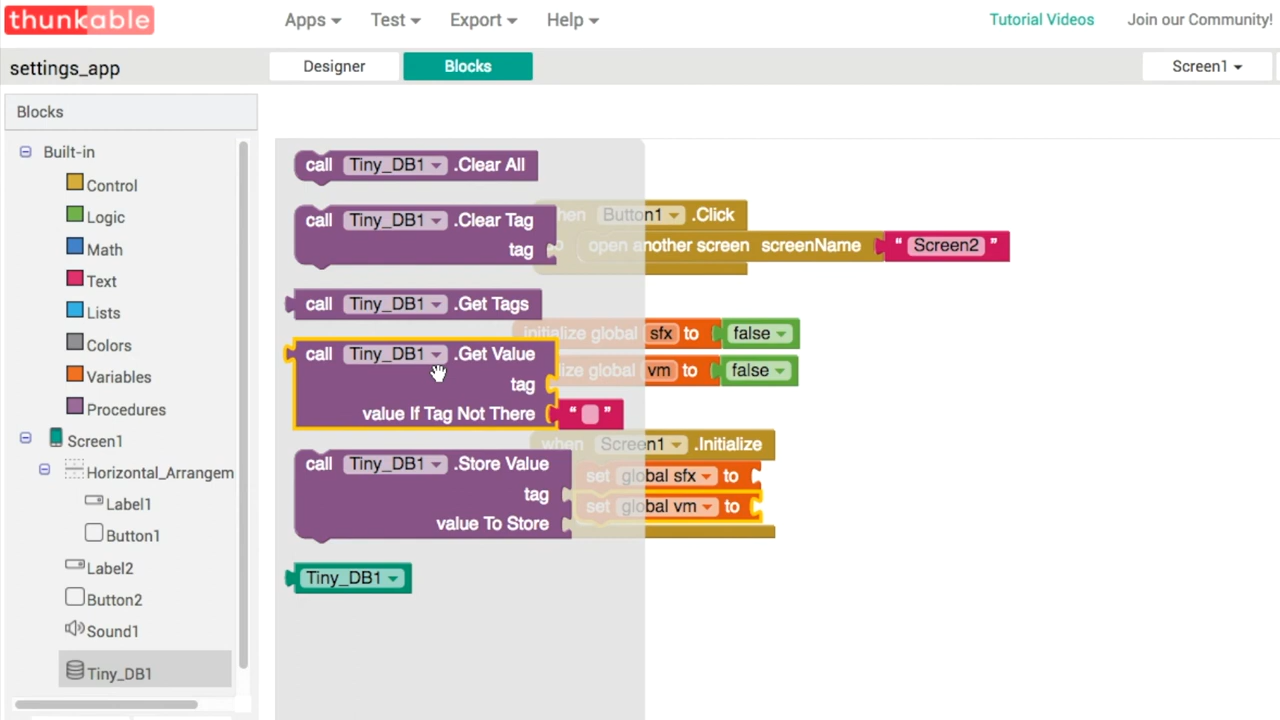 thunkable
Apps Test Export Help Tutorial Videos Join our Community!
settings_app Designer Blocks Screen1
Blocks
Built-in
Control
Logic
Math
Text
Lists
Colors
Variables
Procedures
Screen1
Horizontal_Arrangem
Label1
Button1
Label2
Button2
Sound1
Tiny_DB1
call Tiny_DB1 .Clear All
call Tiny_DB1 .Clear Tag
tag
call Tiny_DB1 .Get Tags
call Tiny_DB1 .Get Value
tag
value If Tag Not There “ ”
call Tiny_DB1 .Store Value
tag
value To Store
Tiny_DB1
hen Button1 .Click
open another screen screenName “ Screen2 ”
initialize global sfx to false
lize global vm to false
when Screen1 .Initialize
set global sfx to
set global vm to